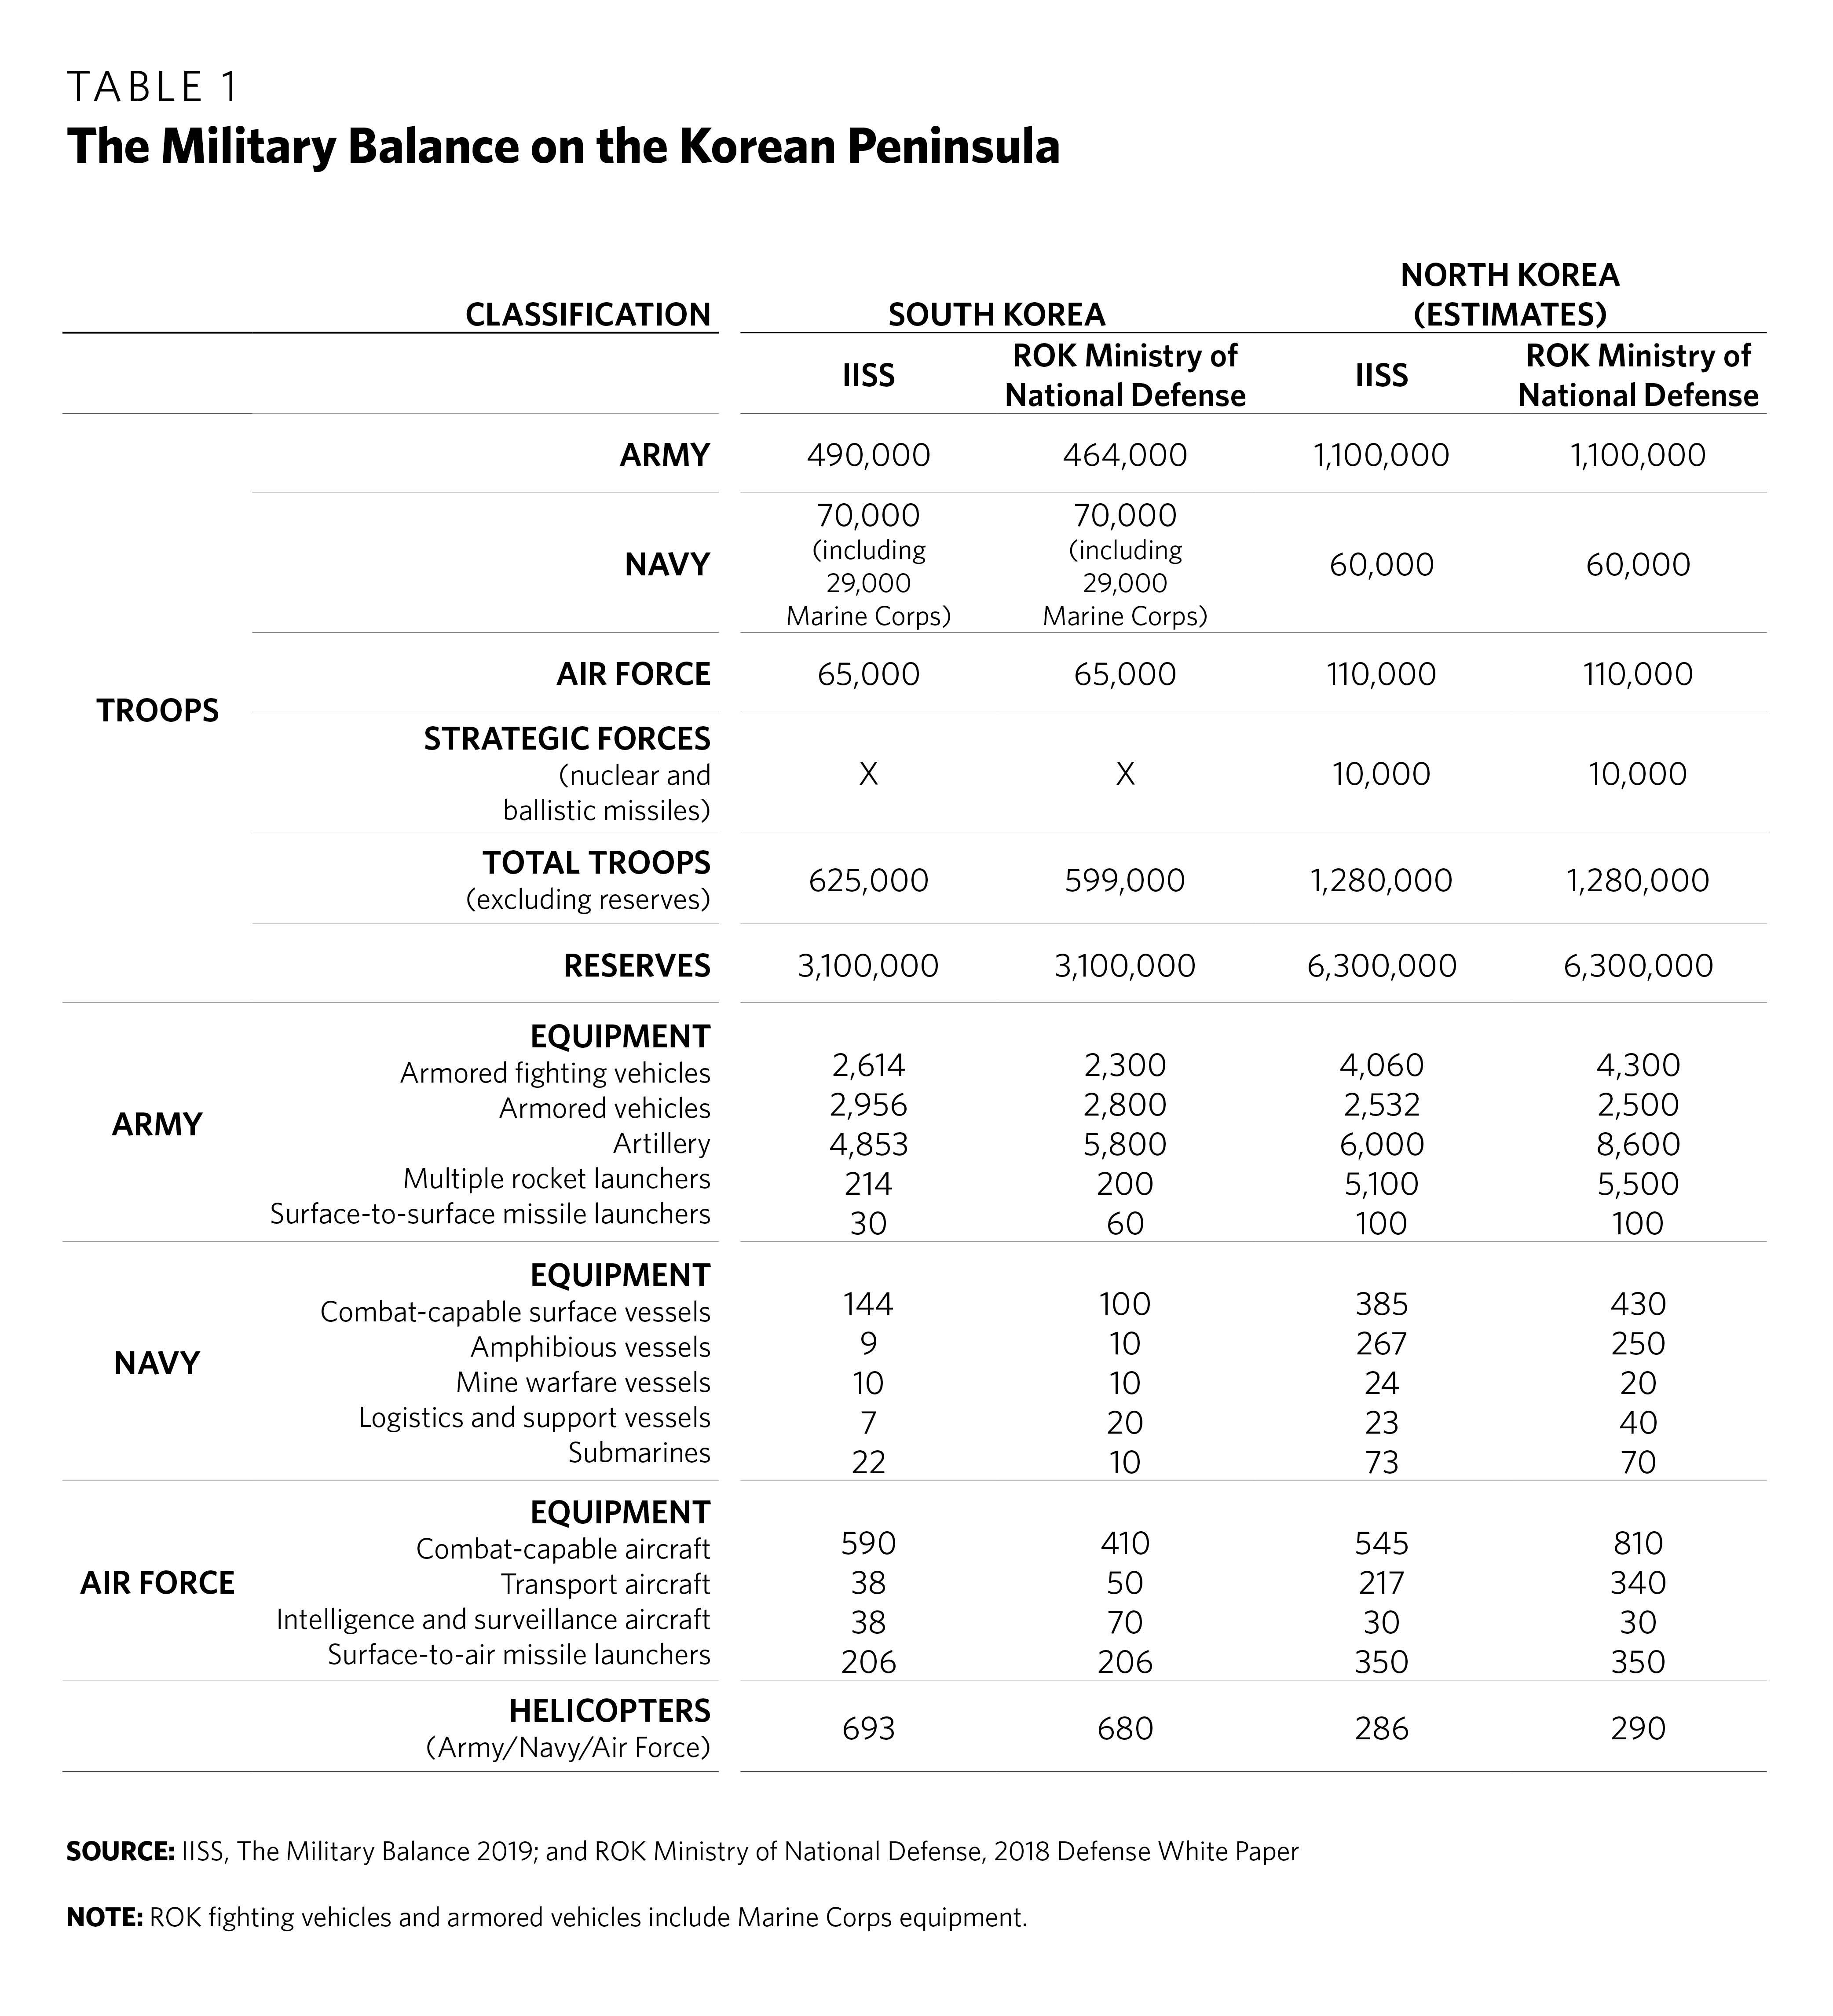 TABLE 1
The Military Balance on the Korean Peninsula
CLASSIFICATION SOUTH KOREA NORTH KOREA (ESTIMATES)
IISS ROK Ministry of National Defense IISS ROK Ministry of National Defense
TROOPS
ARMY 490,000 464,000 1,100,000 1,100,000
NAVY 70,000 (including 29,000 Marine Corps) 70,000 (including 29,000 Marine Corps) 60,000 60,000
AIR FORCE 65,000 65,000 110,000 110,000
STRATEGIC FORCES (nuclear and ballistic missiles) X X 10,000 10,000
TOTAL TROOPS (excluding reserves) 625,000 599,000 1,280,000 1,280,000
RESERVES 3,100,000 3,100,000 6,300,000 6,300,000
ARMY
EQUIPMENT
Armored fighting vehicles 2,614 2,300 4,060 4,300
Armored vehicles 2,956 2,800 2,532 2,500
Artillery 4,853 5,800 6,000 8,600
Multiple rocket launchers 214 200 5,100 5,500
Surface-to-surface missile launchers 30 60 100 100
NAVY
EQUIPMENT
Combat-capable surface vessels 144 100 385 430
Amphibious vessels 9 10 267 250
Mine warfare vessels 10 10 24 20
Logistics and support vessels 7 20 23 40
Submarines 22 10 73 70
AIR FORCE
EQUIPMENT
Combat-capable aircraft 590 410 545 810
Transport aircraft 38 50 217 340
Intelligence and surveillance aircraft 38 70 30 30
Surface-to-air missile launchers 206 206 350 350
HELICOPTERS (Army/Navy/Air Force) 693 680 286 290
SOURCE: IISS, The Military Balance 2019; and ROK Ministry of National Defense, 2018 Defense White Paper
NOTE: ROK fighting vehicles and armored vehicles include Marine Corps equipment.